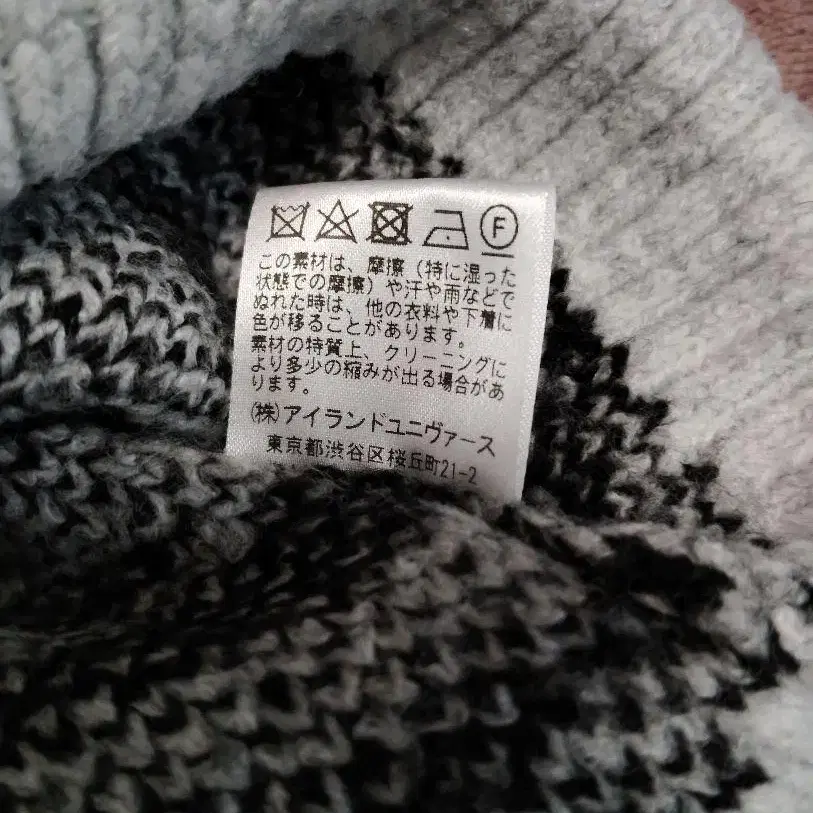 F
この素材は、摩擦（特に湿った
状態での摩擦）や汗や雨などで
ぬれた時は、他の衣料や下着に
色が移ることがあります。
素材の特質上、クリーニングに
より多少の縮みが出る場合があ
ります。
(株)アイランドユニヴァース
東京都渋谷区桜丘町21-2